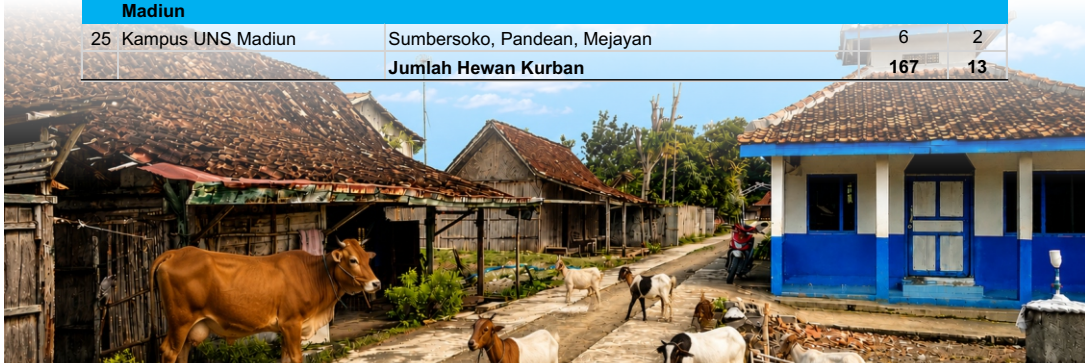 Madiun
25 Kampus UNS Madiun Sumbersoko, Pandean, Mejayan 6 2
Jumlah Hewan Kurban 167 13